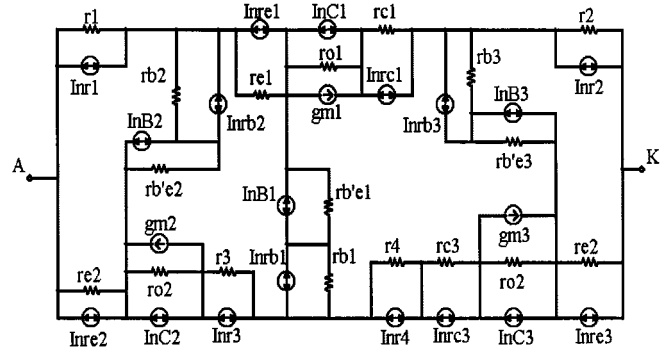 r1 Inre1 InC1 rc1 r2
ro1
rb2 rb3
Inr1 re1 gm1 Inrc1 Inr2
InB2 Inrb2 Inrb3 InB3
A K
rb'e2 rb'e3
InB1 rb'e1
gm2 gm3
re2 ro2 r3 Inrb1 rb1 r4 rc3 ro2 re2
Inre2 InC2 Inr3 Inr4 Inrc3 InC3 Inre3